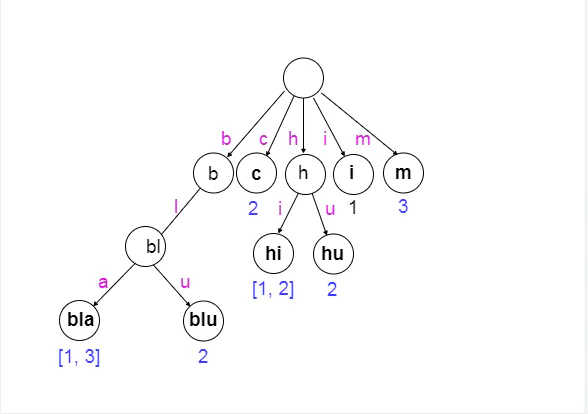 b c h i m
b c h i m
l 2 i u 1 3
bl hi hu
a u [1, 2] 2
bla blu
[1, 3] 2